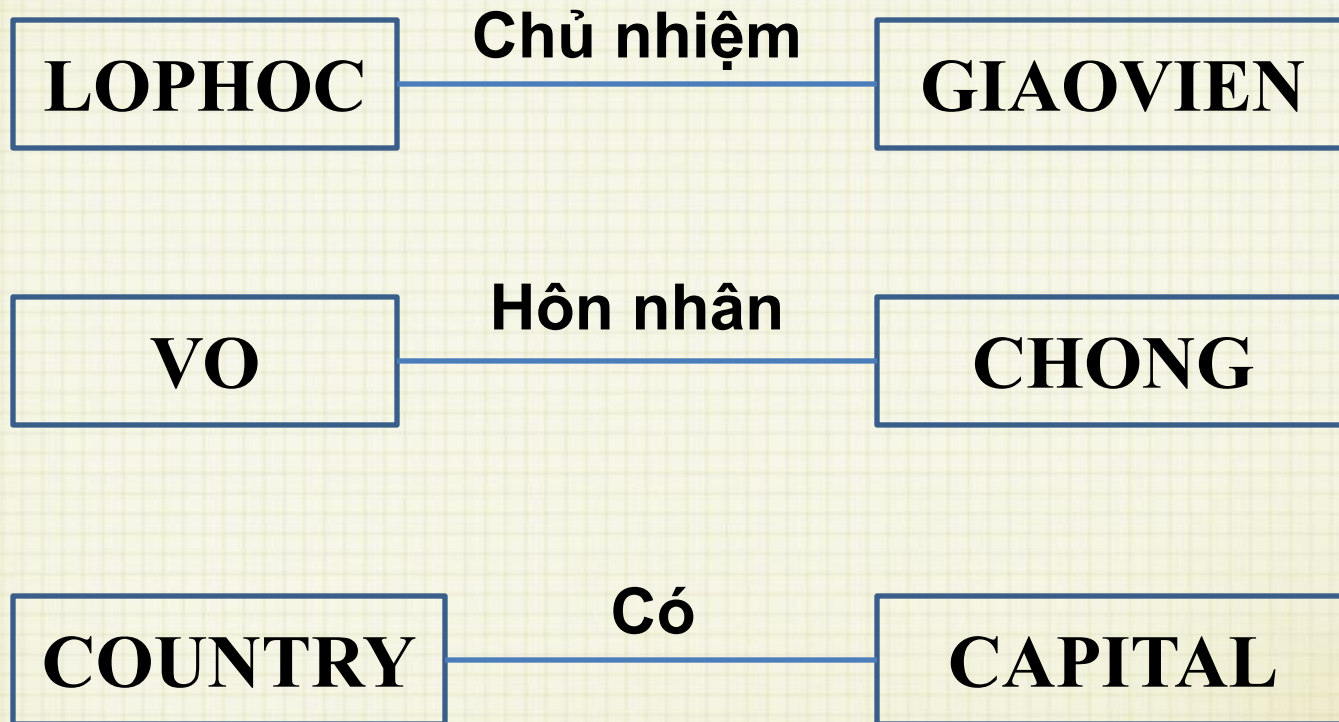 Chủ nhiệm
LOPHOC GIAOVIEN
Hôn nhân
VO CHONG
Có
COUNTRY CAPITAL